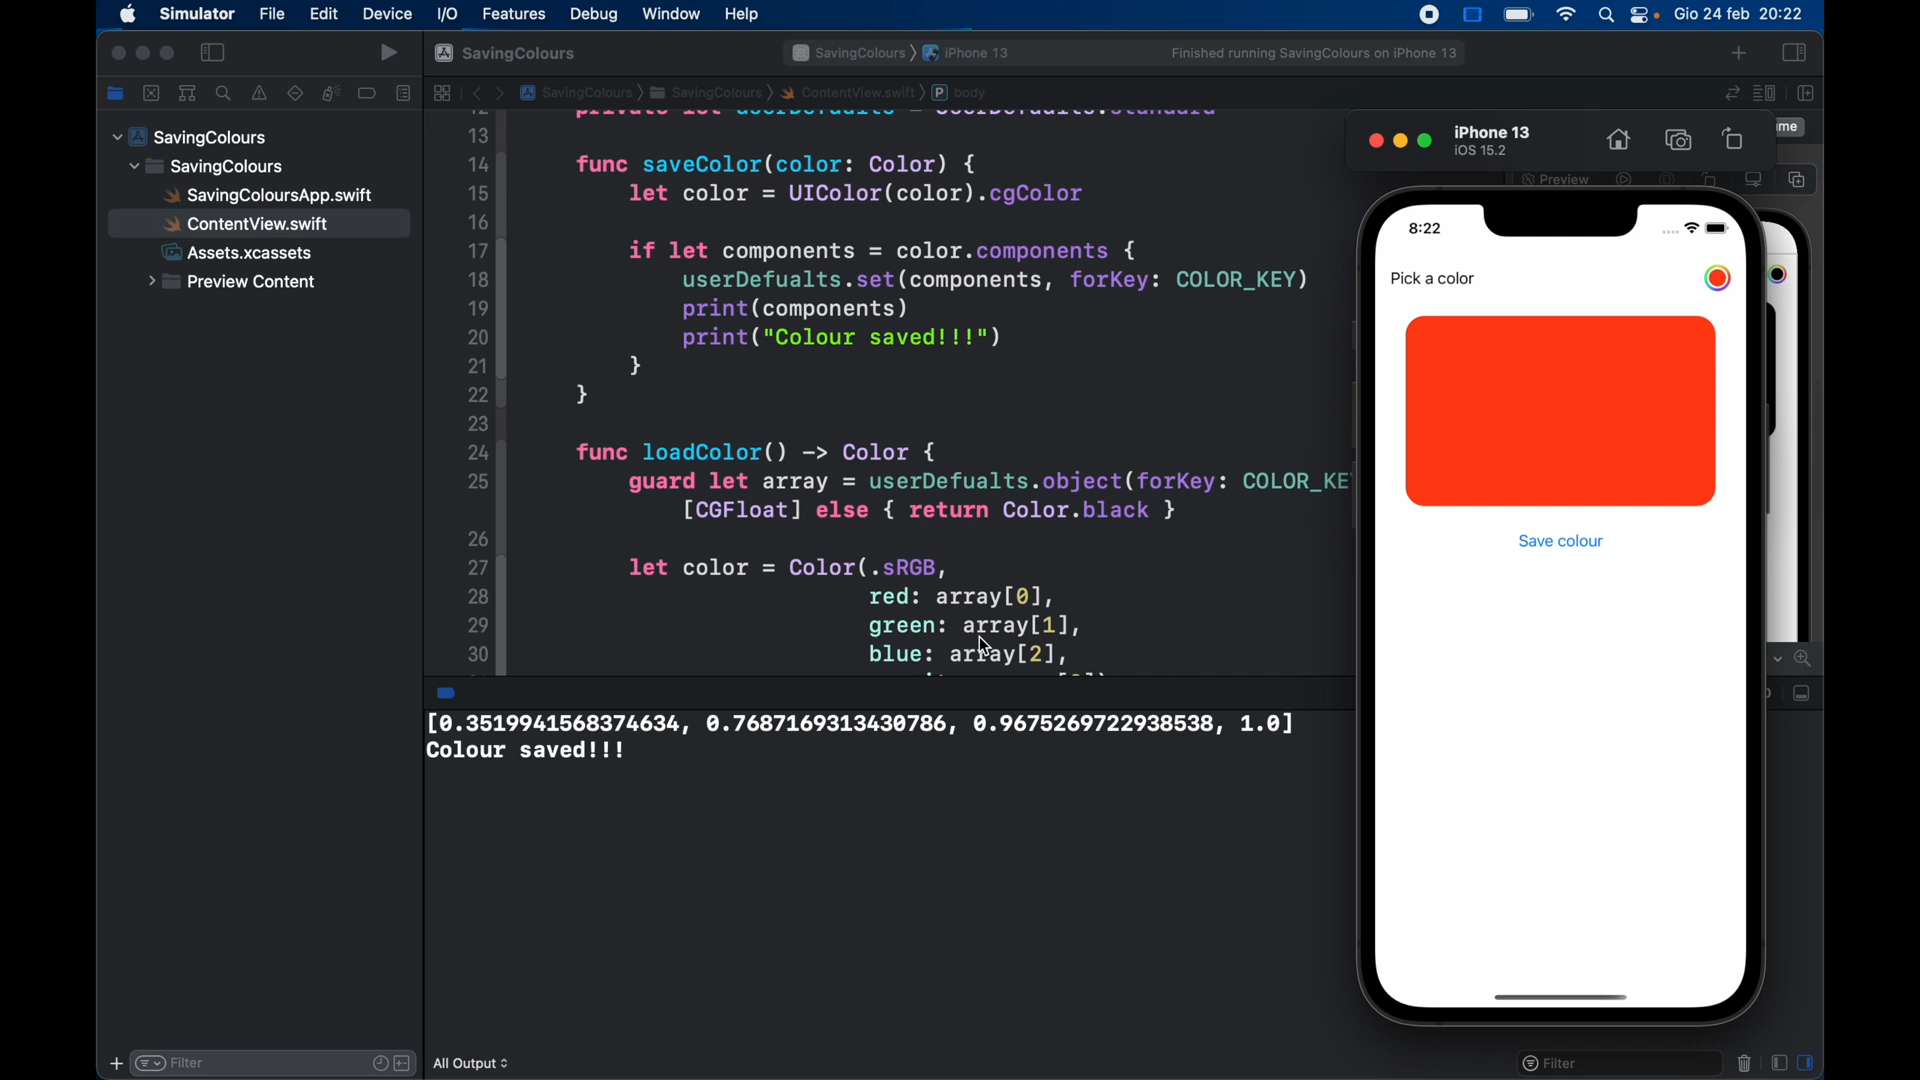 Simulator File Edit Device I/O Features Debug Window Help
Gio 24 feb 20:22
SavingColours
SavingColours iPhone 13
Finished running SavingColours on iPhone 13
SavingColours SavingColours ContentView.swift P body
SavingColours
SavingColours
SavingColoursApp.swift
ContentView.swift
Assets.xcassets
Preview Content
13
14 func saveColor(color: Color) {
15 let color = UIColor(color).cgColor
16
17 if let components = color.components {
18 userDefualts.set(components, forKey: COLOR_KEY)
19 print(components)
20 print("Colour saved!!!")
21 }
22 }
23
24 func loadColor() -> Color {
25 guard let array = userDefualts.object(forKey: COLOR_KE
[CGFloat] else { return Color.black }
26
27 let color = Color(.sRGB,
28 red: array[0],
29 green: array[1],
30 blue: array[2],
[0.3519941568374634, 0.7687169313430786, 0.9675269722938538, 1.0]
Colour saved!!!
Filter
All Output
Filter
iPhone 13
iOS 15.2
Preview
8:22
Pick a color
Save colour